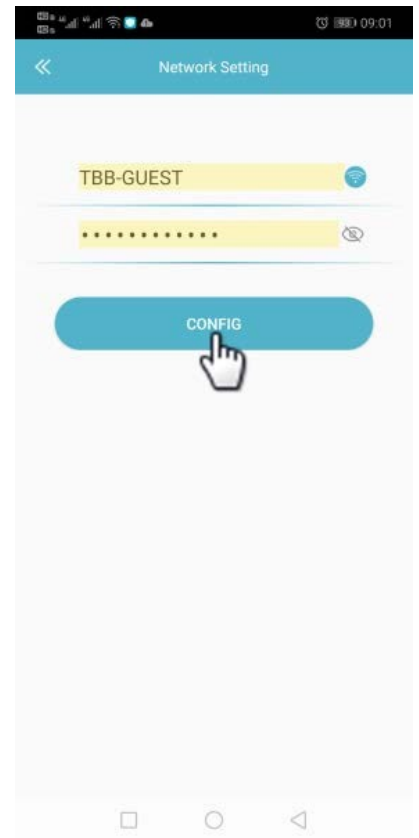 09:01
Network Setting
TBB-GUEST
............
CONFIG